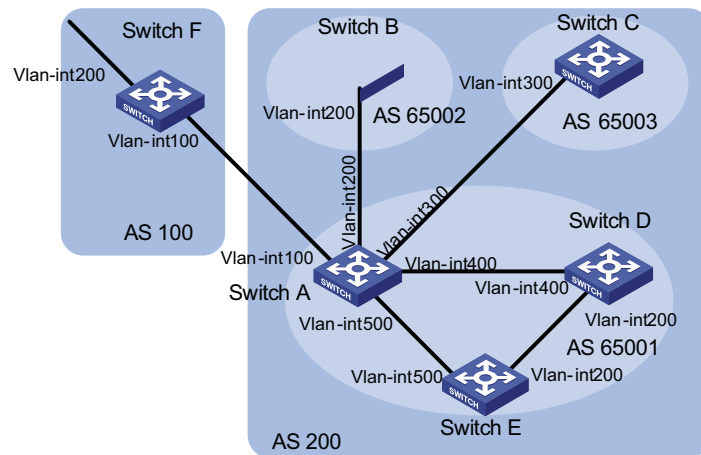 Switch F
Switch B
Switch C
Vlan-int200
Vlan-int300
SWITCH
SWITCH
Vlan-int200
AS 65002
AS 65003
Vlan-int100
Vlan-int200
Vlan-int300
Switch D
AS 100
Vlan-int100
Vlan-int400
SWITCH
SWITCH
Switch A
Vlan-int400
Vlan-int500
Vlan-int200
AS 65001
Vlan-int500
SWITCH
Vlan-int200
Switch E
AS 200